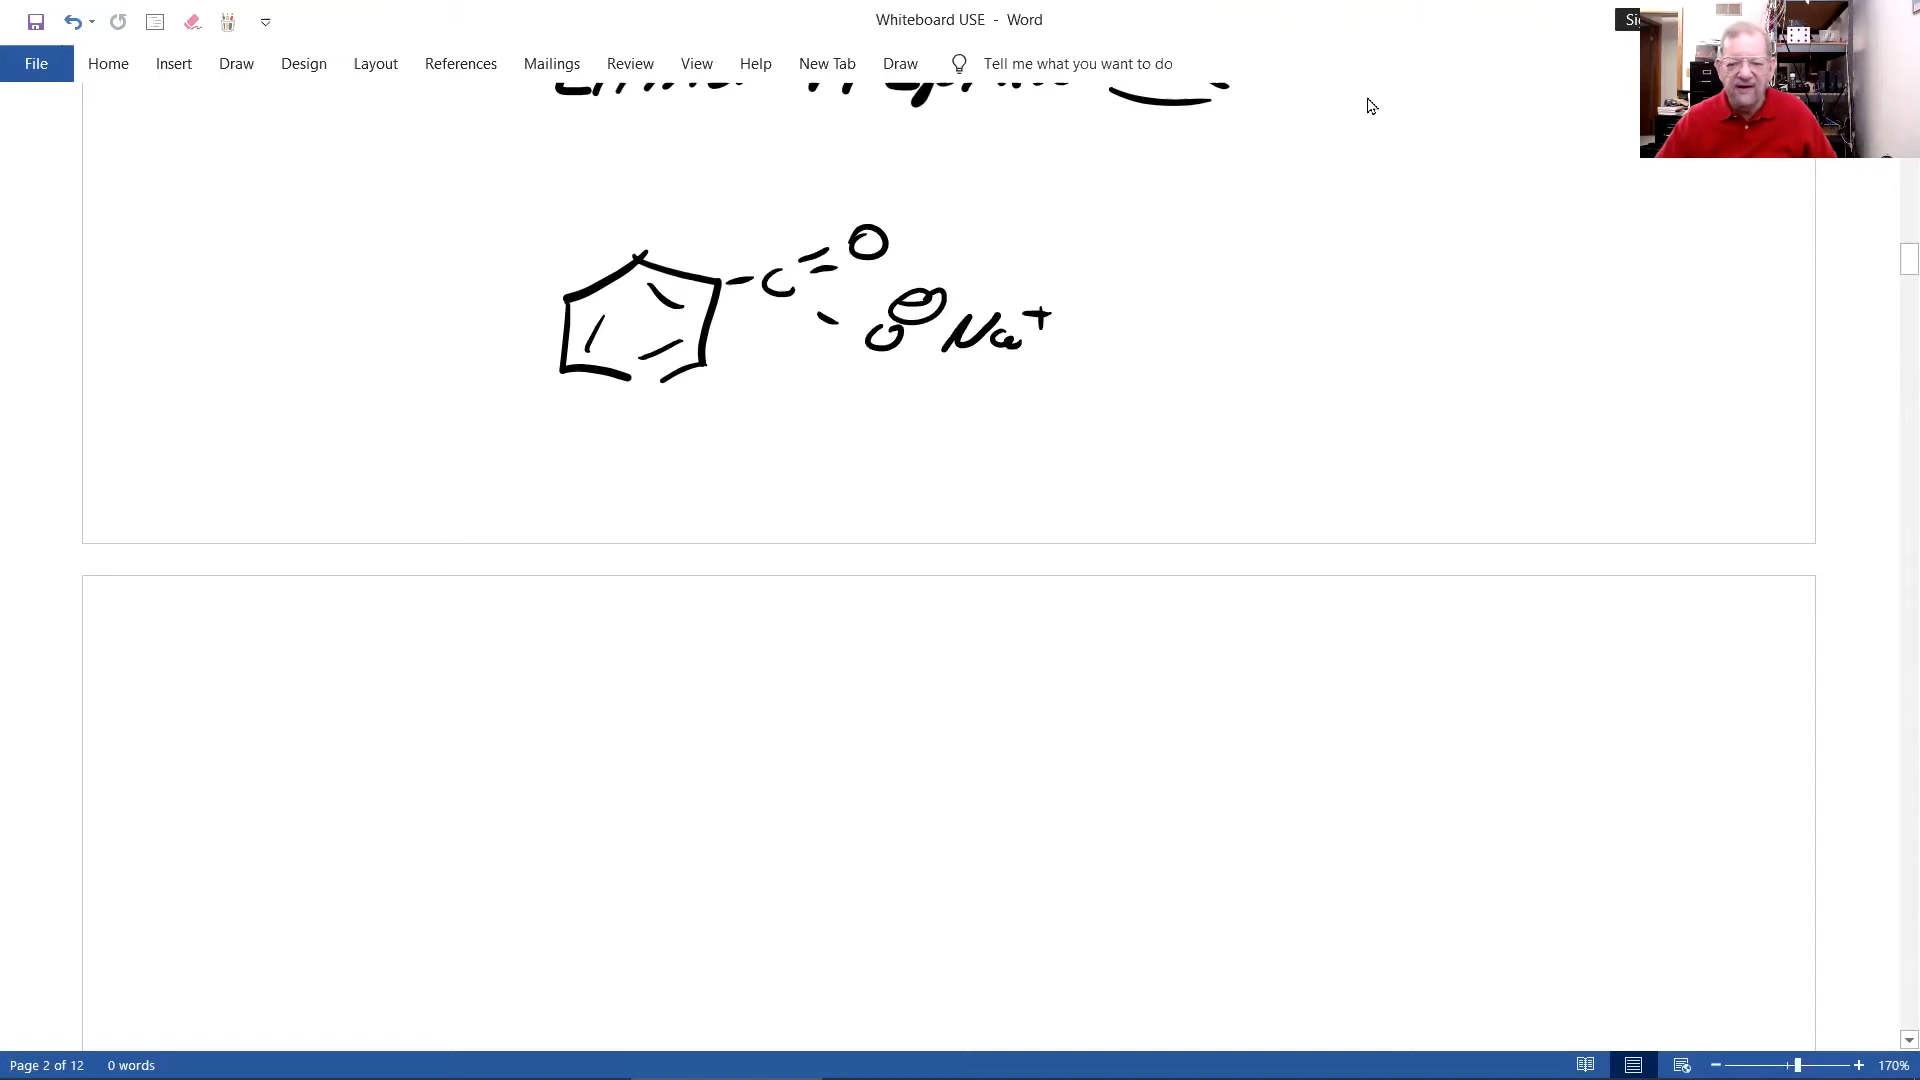 Whiteboard USE - Word
File Home Insert Draw Design Layout References Mailings Review View Help New Tab Draw Tell me what you want to do
C = O
O⊖ Na+
Page 2 of 12 0 words 170%